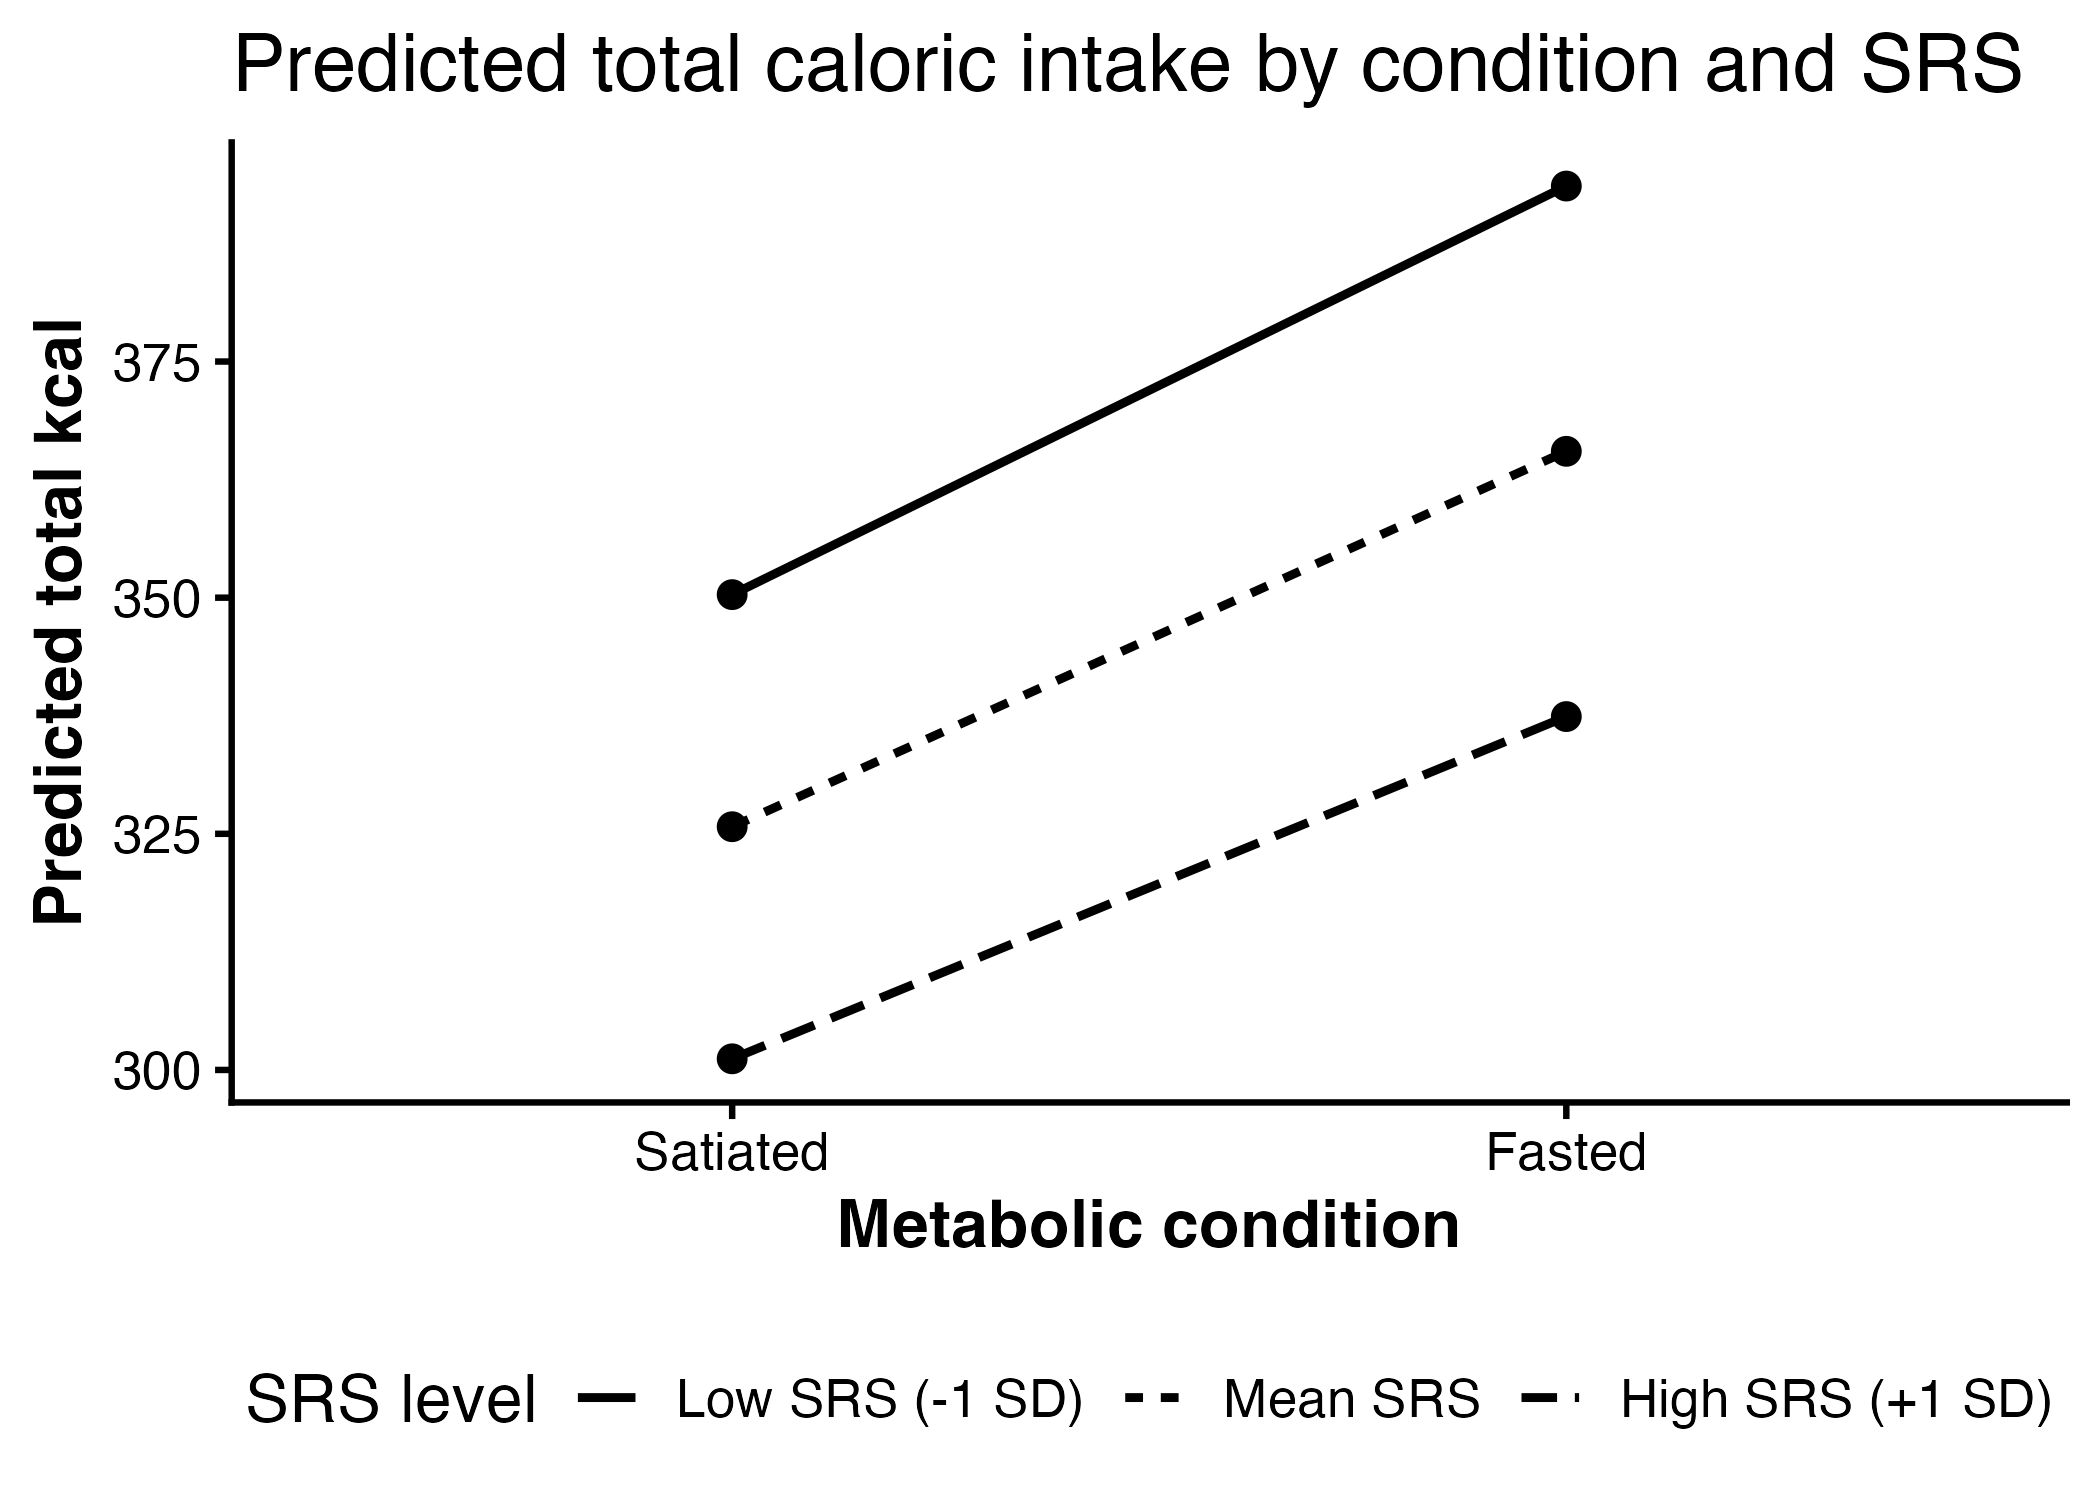 Predicted total caloric intake by condition and SRS
Predicted total kcal
375
350
325
300
Satiated Fasted
Metabolic condition
SRS level Low SRS (-1 SD) Mean SRS High SRS (+1 SD)